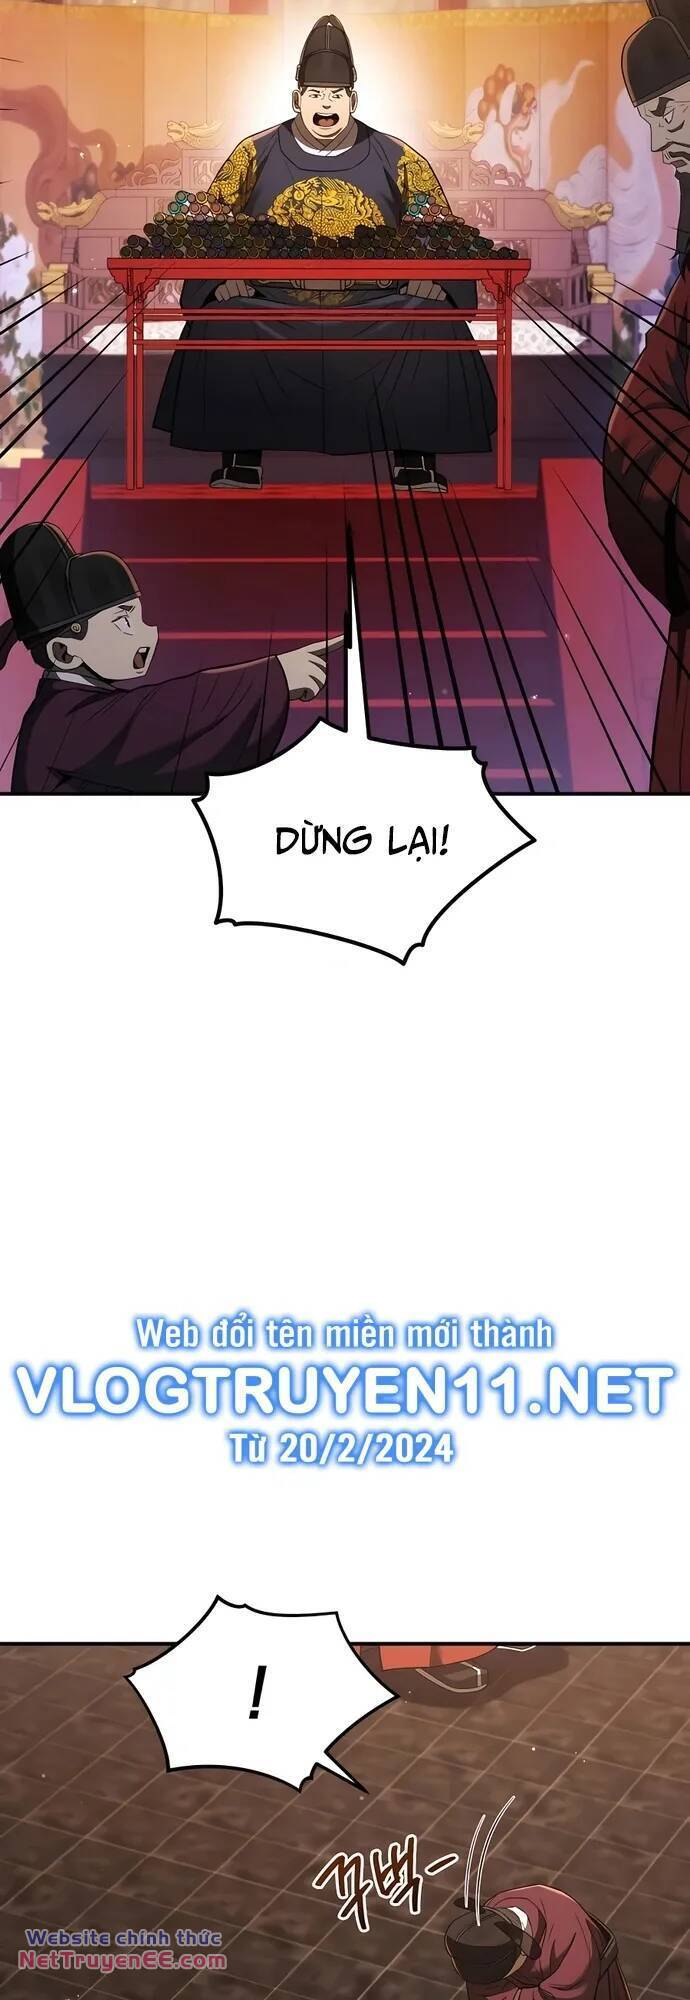 DỪNG LẠI!
Web đổi tên miền mới thành
VLOGTRUYEN11.NET
Từ 20/2/2024
!
꾸벅-
Website chính thức
NetTruyenEE.com